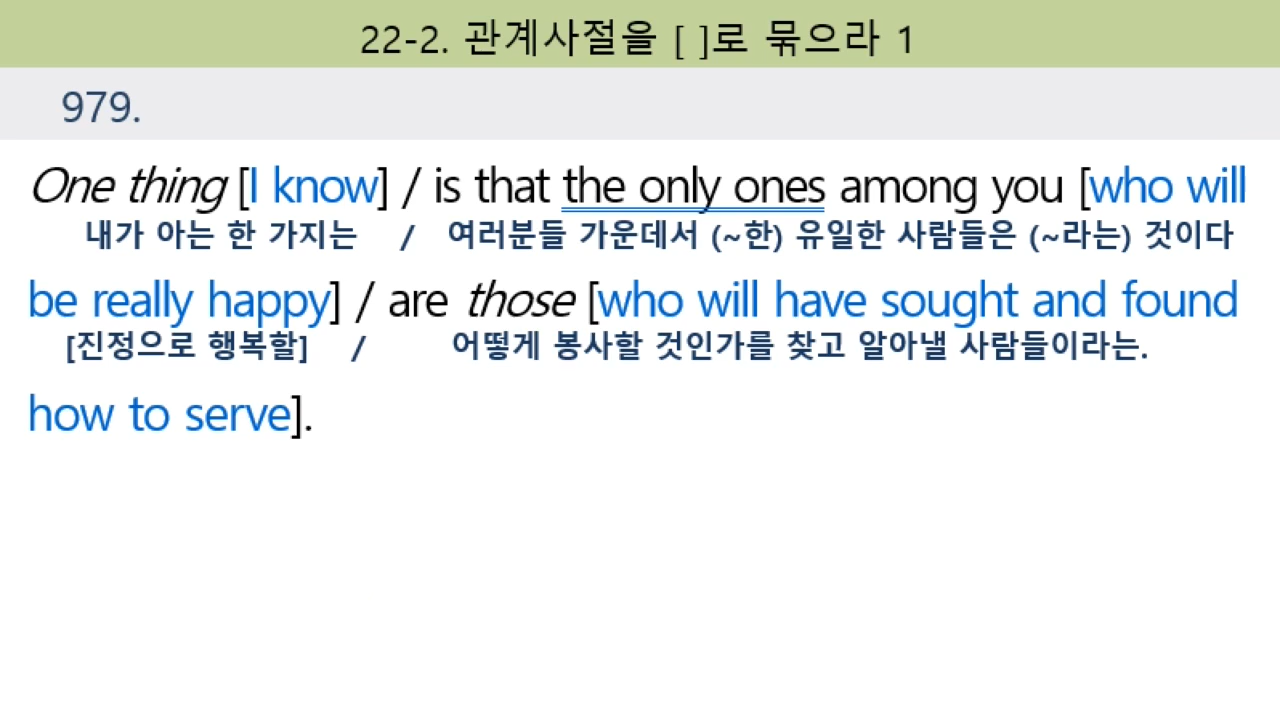 22-2. 관계사절을 [ ]로 묶으라 1
979.
One thing [I know] / is that the only ones among you [who will
내가 아는 한 가지는 / 여러분들 가운데서 (~한) 유일한 사람들은 (~라는) 것이다
be really happy] / are those [who will have sought and found
[진정으로 행복할] / 어떻게 봉사할 것인가를 찾고 알아낼 사람들이라는.
how to serve].